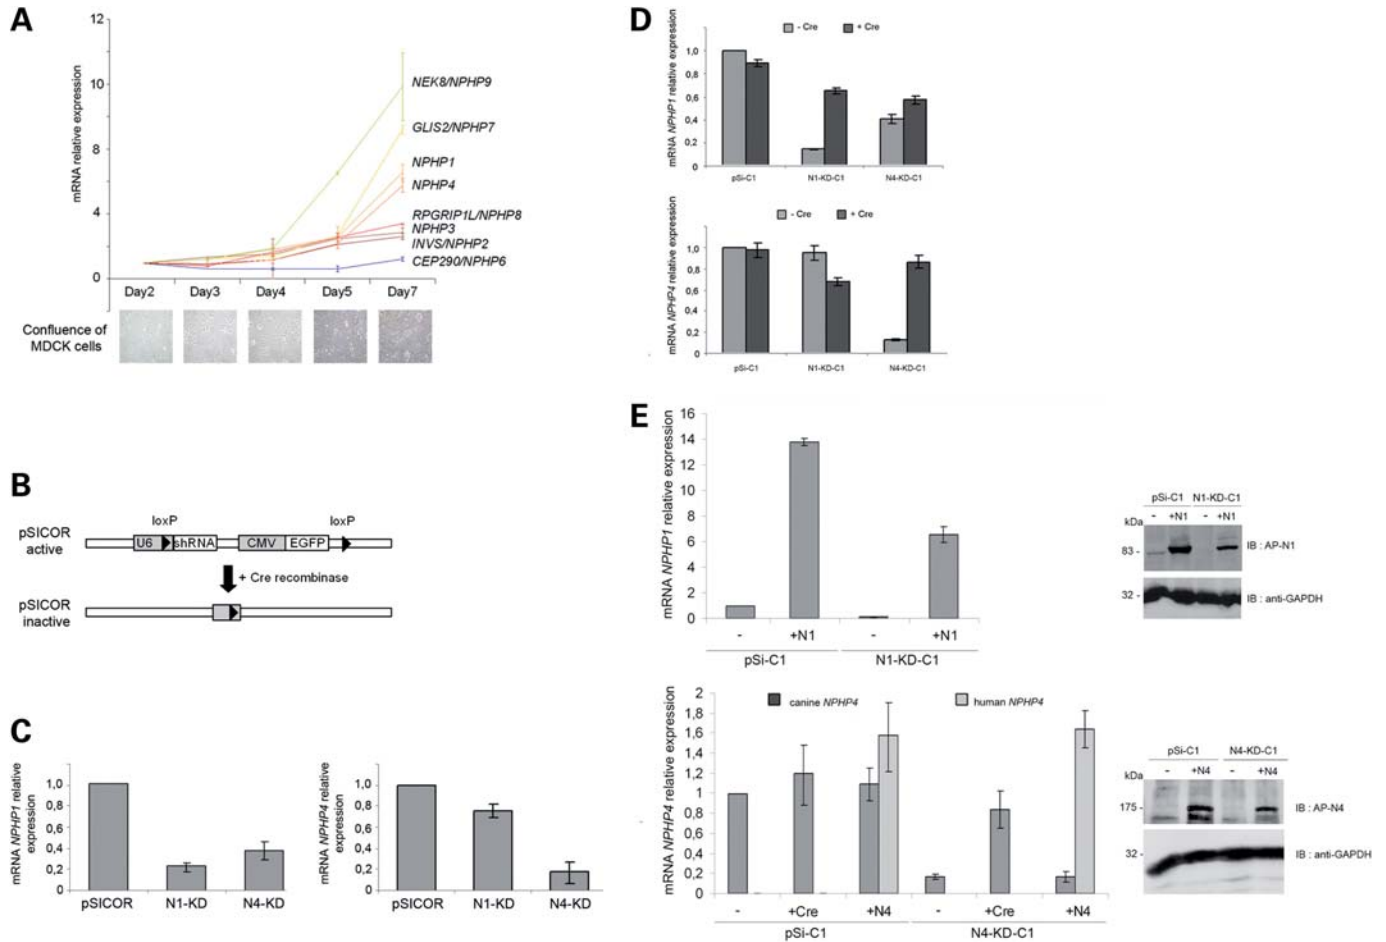 A
mRNA relative expression
12
10
8
4
2
0
NEK8/NPHP9
GLIS2/NPHP7
NPHP1
NPHP4
RPGRIP1L/NPHP8
NPHP3
INVS/NPHP2
CEP290/NPHP6
Day2 Day3 Day4 Day5 Day7
Confluence of
MDCK cells
B
loxP loxP
pSICOR
active
U6 shRNA CMV EGFP
+ Cre recombinase
pSICOR
inactive
C
mRNA NPHP1 relative
expression
1,0
0,8
0,6
0,4
0,2
0
pSICOR N1-KD N4-KD
mRNA NPHP4 relative
expression
1,0
0,8
0,6
0,4
0,2
0
pSICOR N1-KD N4-KD
D
- Cre + Cre
mRNA NPHP1 relative expression
1,0
0,8
0,6
0,4
0,2
0
pSi-C1 N1-KD-C1 N4-KD-C1
- Cre + Cre
mRNA NPHP4 relative expression
1,0
0,8
0,6
0,4
0,2
0
pSi-C1 N1-KD-C1 N4-KD-C1
E
mRNA NPHP1 relative expression
16
14
12
10
8
6
4
2
0
- +N1 - +N1
pSi-C1 N1-KD-C1
pSi-C1 N1-KD-C1
kDa - +N1 - +N1
83 - IB : AP-N1
32 - IB : anti-GAPDH
mRNA NPHP4 relative expression
canine NPHP4 human NPHP4
2
1,8
1,6
1,4
1,2
1
0,8
0,6
0,4
0,2
0
- +Cre +N4 - +Cre +N4
pSi-C1 N4-KD-C1
pSi-C1 N4-KD-C1
- +N4 - +N4
kDa
175 - IB : AP-N4
32 - IB : anti-GAPDH